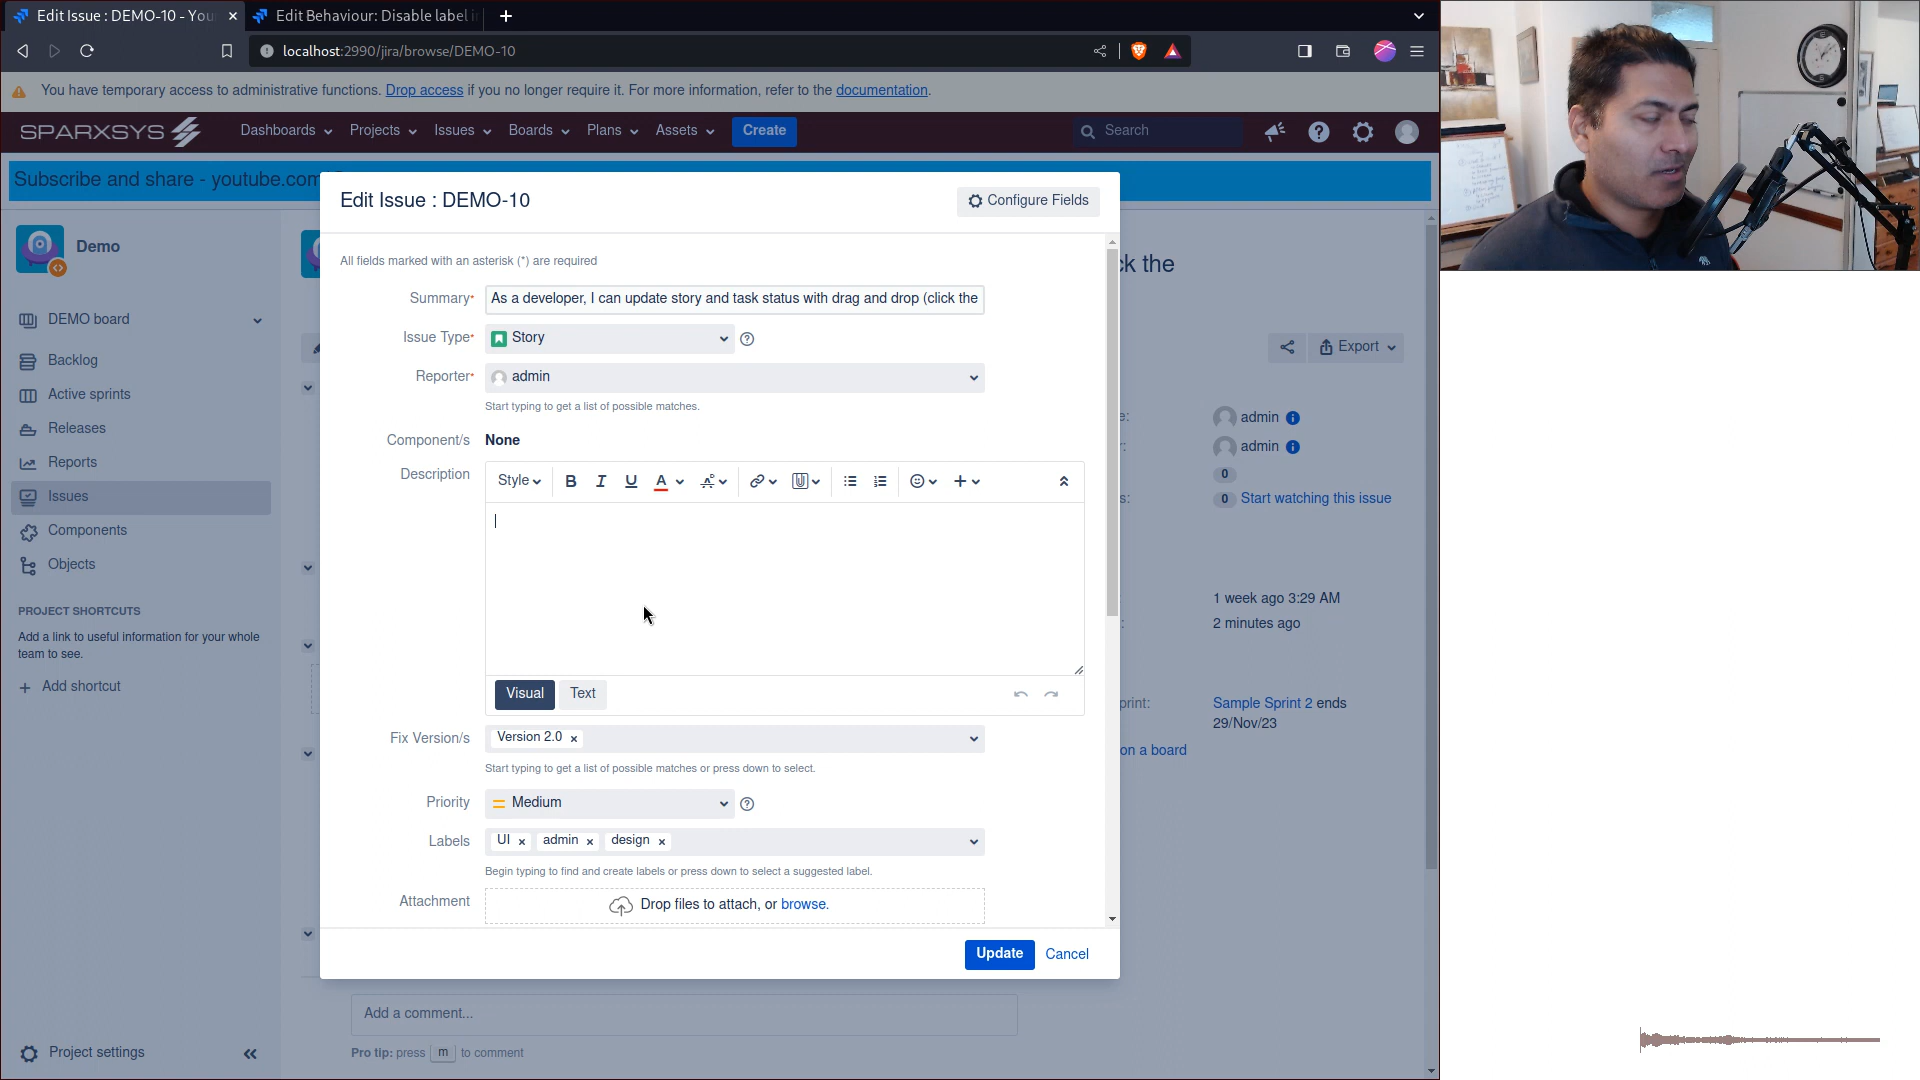 Edit Issue : DEMO-10 - You
Edit Behaviour: Disable label i
localhost:2990/jira/browse/DEMO-10
You have temporary access to administrative functions. Drop access if you no longer require it. For more information, refer to the documentation.
SPARXSYS
Dashboards
Projects
Issues
Boards
Plans
Assets
Create
Search
Subscribe and share - youtube.com
Edit Issue : DEMO-10
Configure Fields
Demo
ck the
All fields marked with an asterisk (*) are required
Summary*
As a developer, I can update story and task status with drag and drop (click the
DEMO board
Issue Type*
Story
Export
Backlog
Reporter*
admin
Active sprints
Start typing to get a list of possible matches.
e:
admin
Releases
Component/s
None
r:
admin
Reports
Description
Style
B
I
U
A
0
Issues
s:
0
Start watching this issue
Components
Objects
PROJECT SHORTCUTS
:
1 week ago 3:29 AM
Add a link to useful information for your whole
team to see.
:
2 minutes ago
Add shortcut
Visual
Text
print:
Sample Sprint 2 ends
29/Nov/23
Fix Version/s
Version 2.0
on a board
Start typing to get a list of possible matches or press down to select.
Priority
Medium
Labels
UI
admin
design
Begin typing to find and create labels or press down to select a suggested label.
Attachment
Drop files to attach, or browse.
Update
Cancel
Add a comment...
Project settings
Pro tip: press m to comment